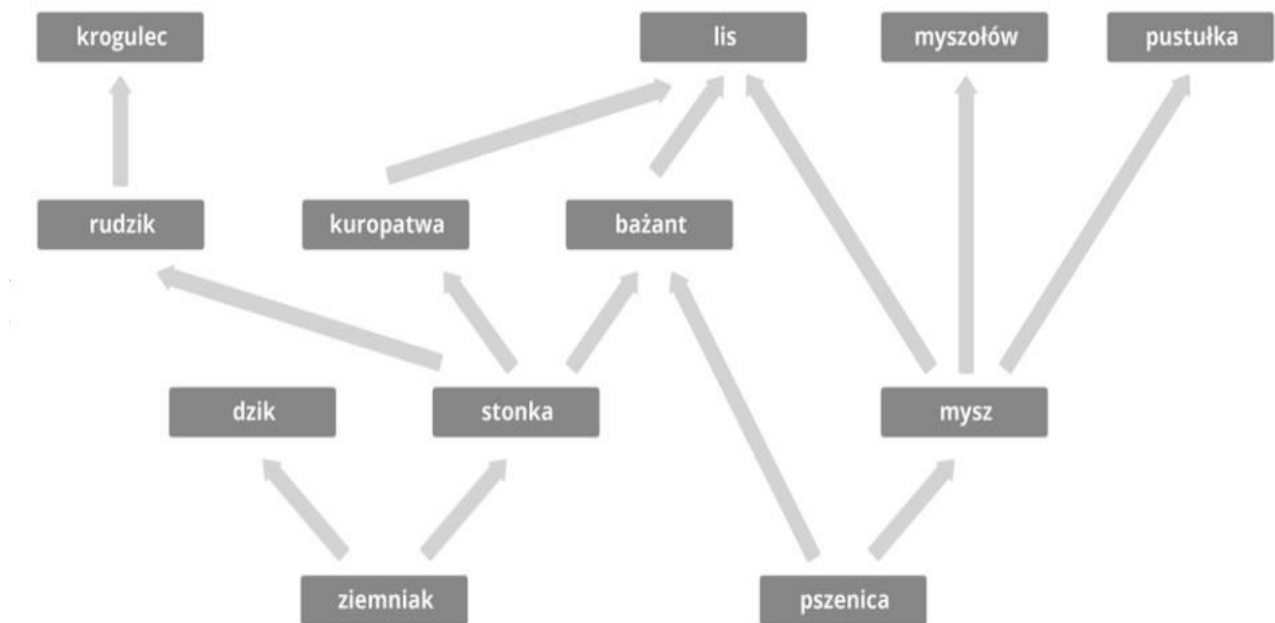 krogulec
lis
myszołów
pustułka
rudzik
kuropatwa
bażant
dzik
stonka
mysz
ziemniak
pszenica